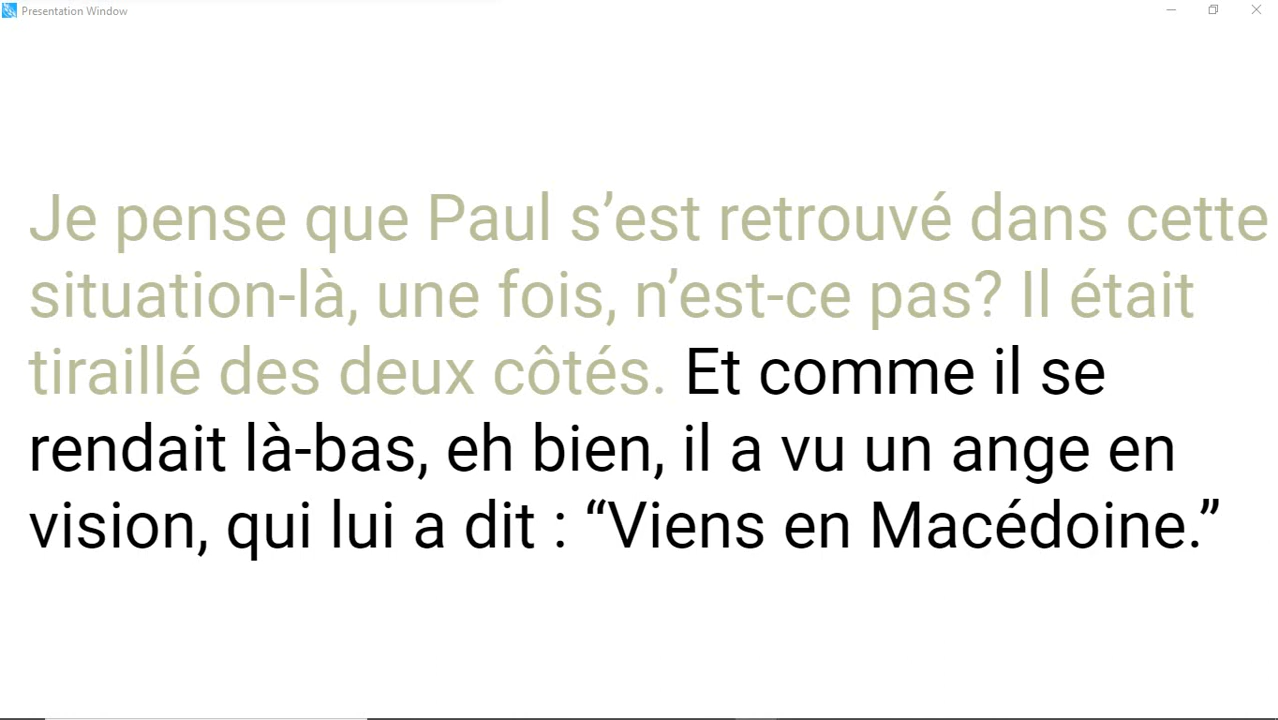 Presentation Window
Je pense que Paul s’est retrouvé dans cette
situation-là, une fois, n’est-ce pas? Il était
tiraillé des deux côtés. Et comme il se
rendait là-bas, eh bien, il a vu un ange en
vision, qui lui a dit : “Viens en Macédoine.”